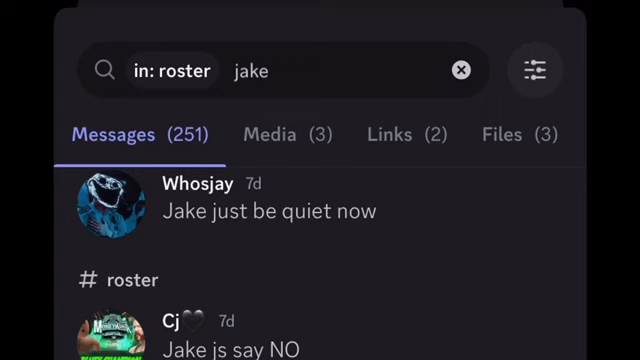 in: roster jake
Messages (251) Media (3) Links (2) Files (3)
Whosjay 7d
Jake just be quiet now
# roster
Cj🖤 7d
Jake js say NO